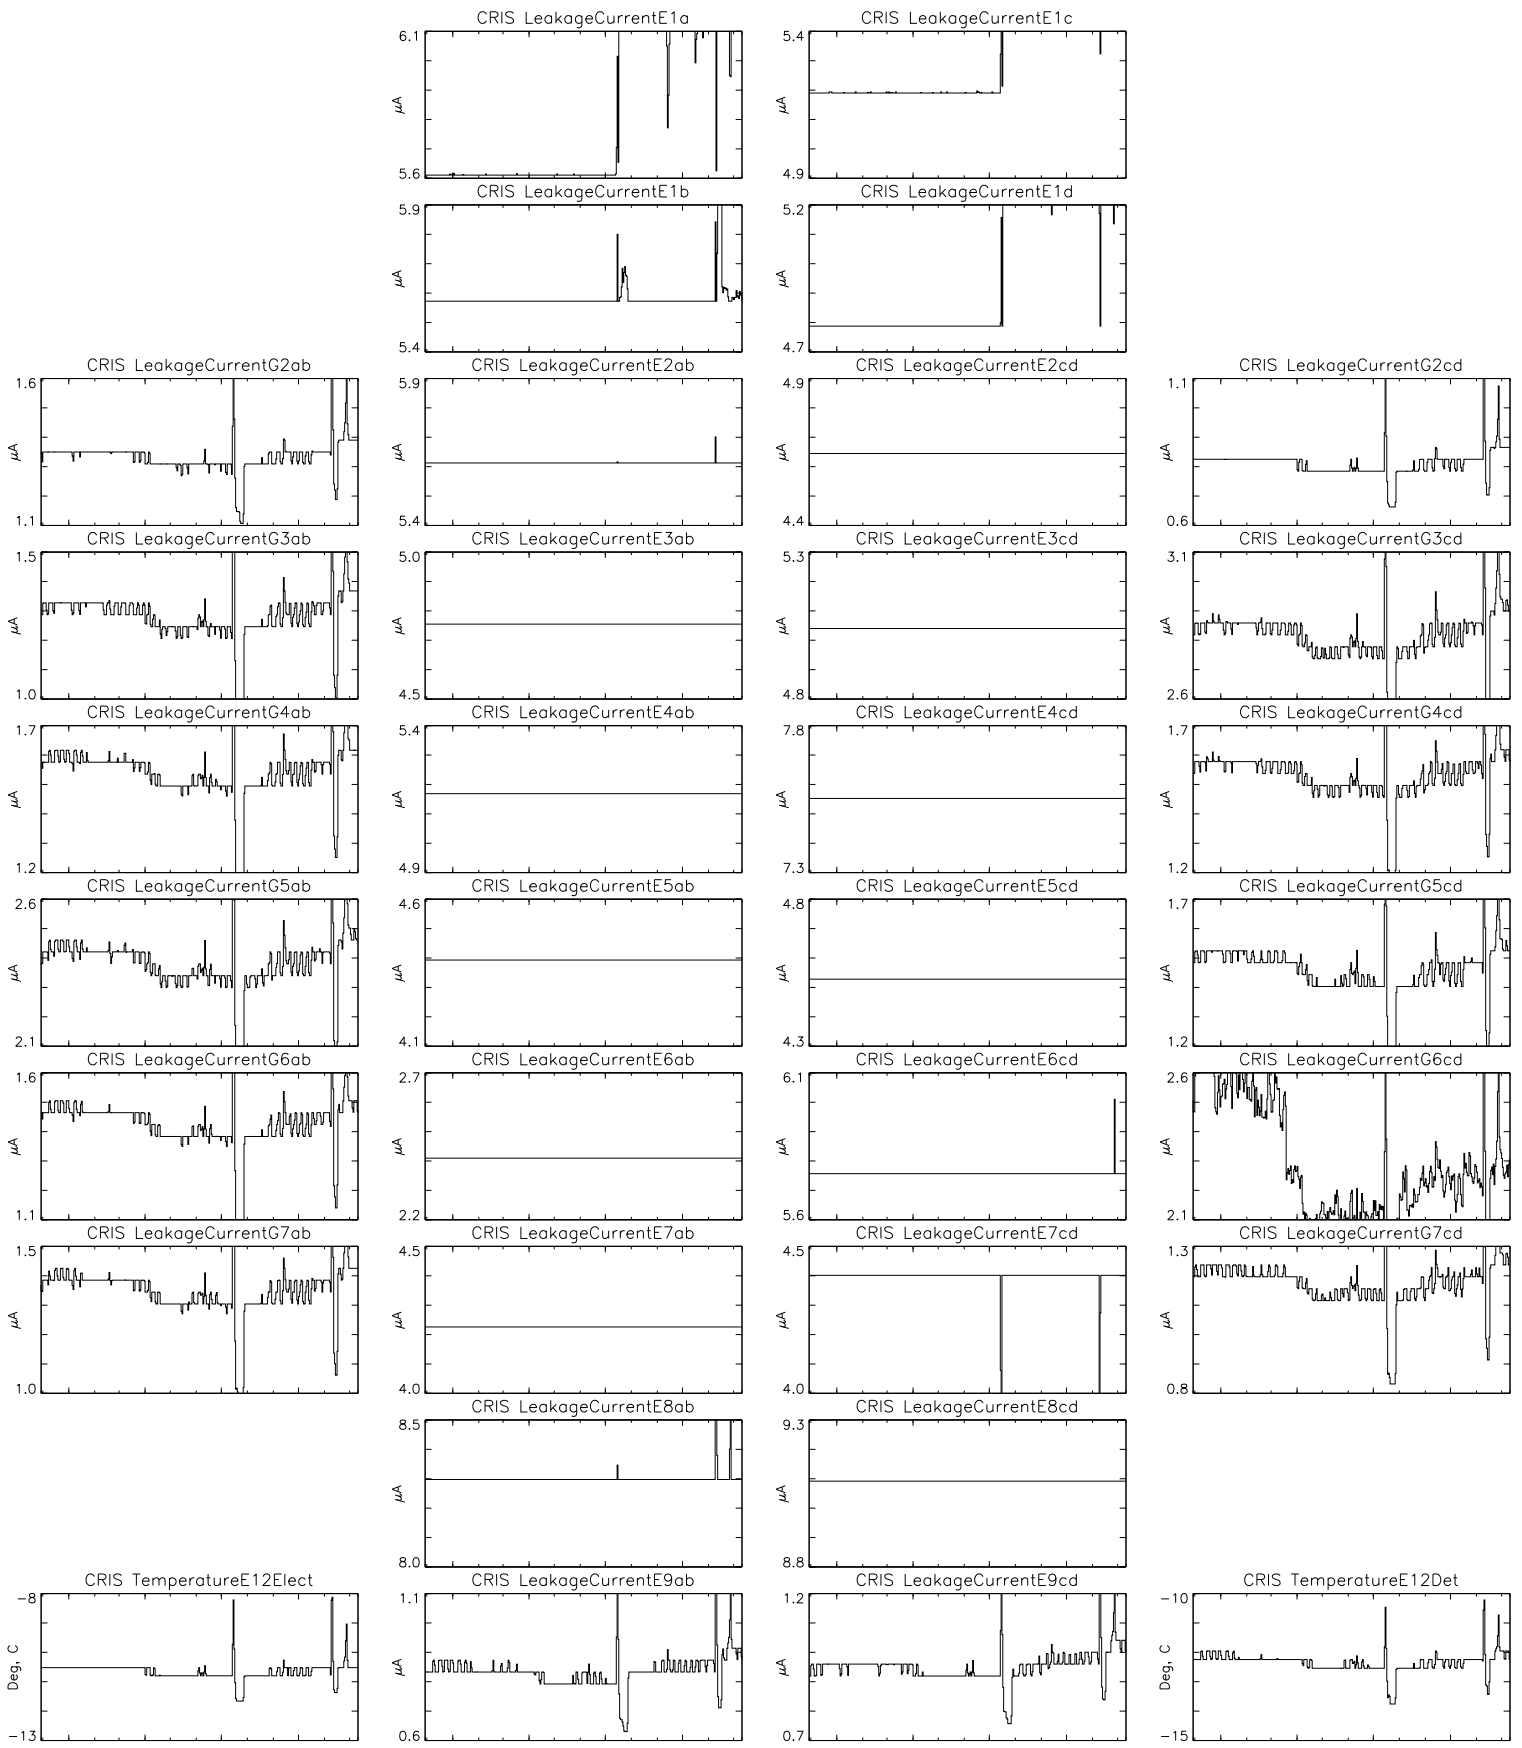 CRIS LeakageCurrentE1a
6.1
μA
5.6
CRIS LeakageCurrentE1c
5.4
μA
4.9
CRIS LeakageCurrentE1b
5.9
μA
5.4
CRIS LeakageCurrentE1d
5.2
μA
4.7
CRIS LeakageCurrentG2ab
1.6
μA
1.1
CRIS LeakageCurrentE2ab
5.9
μA
5.4
CRIS LeakageCurrentE2cd
4.9
μA
4.4
CRIS LeakageCurrentG2cd
1.1
μA
0.6
CRIS LeakageCurrentG3ab
1.5
μA
1.0
CRIS LeakageCurrentE3ab
5.0
μA
4.5
CRIS LeakageCurrentE3cd
5.3
μA
4.8
CRIS LeakageCurrentG3cd
3.1
μA
2.6
CRIS LeakageCurrentG4ab
1.7
μA
1.2
CRIS LeakageCurrentE4ab
5.4
μA
4.9
CRIS LeakageCurrentE4cd
7.8
μA
7.3
CRIS LeakageCurrentG4cd
1.7
μA
1.2
CRIS LeakageCurrentG5ab
2.6
μA
2.1
CRIS LeakageCurrentE5ab
4.6
μA
4.1
CRIS LeakageCurrentE5cd
4.8
μA
4.3
CRIS LeakageCurrentG5cd
1.7
μA
1.2
CRIS LeakageCurrentG6ab
1.6
μA
1.1
CRIS LeakageCurrentE6ab
2.7
μA
2.2
CRIS LeakageCurrentE6cd
6.1
μA
5.6
CRIS LeakageCurrentG6cd
2.6
μA
2.1
CRIS LeakageCurrentG7ab
1.5
μA
1.0
CRIS LeakageCurrentE7ab
4.5
μA
4.0
CRIS LeakageCurrentE7cd
4.5
μA
4.0
CRIS LeakageCurrentG7cd
1.3
μA
0.8
CRIS LeakageCurrentE8ab
8.5
μA
8.0
CRIS LeakageCurrentE8cd
9.3
μA
8.8
CRIS TemperatureE12Elect
−8
Deg, C
−13
CRIS LeakageCurrentE9ab
1.1
μA
0.6
CRIS LeakageCurrentE9cd
1.2
μA
0.7
CRIS TemperatureE12Det
−10
Deg, C
−15